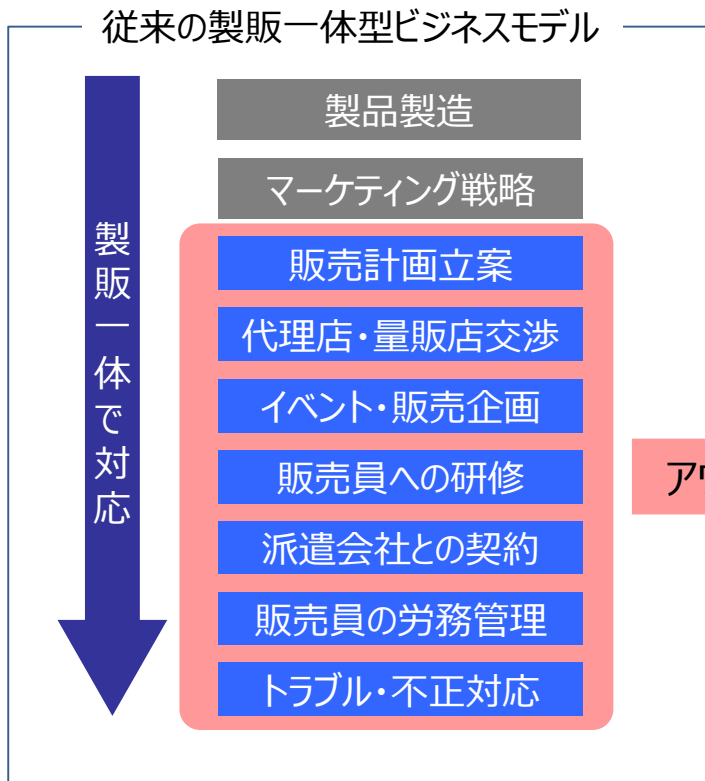 従来の製販一体型ビジネスモデル
製品製造
マーケティング戦略
製販一体で対応
販売計画立案
代理店・量販店交渉
イベント・販売企画
販売員への研修
ア
派遣会社との契約
販売員の労務管理
トラブル・不正対応